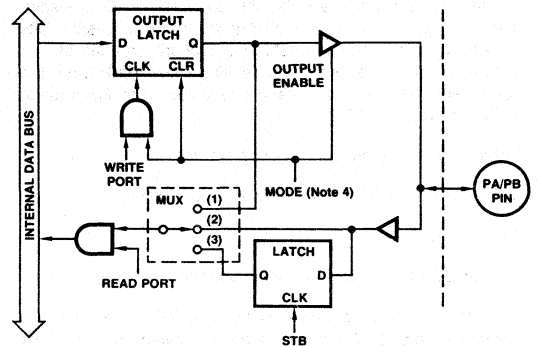 OUTPUT
LATCH
D
Q
CLK
CLR
OUTPUT
ENABLE
INTERNAL DATA BUS
WRITE
PORT
MODE (Note 4)
PA/PB
PIN
MUX
(1)
(2)
(3)
LATCH
Q
D
CLK
READ PORT
STB